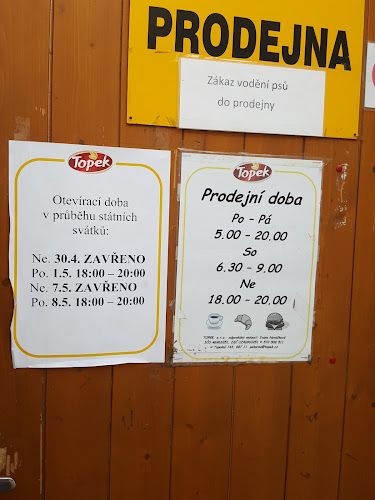 PRODEJNA
Zákaz vodění psů
do prodejny
Topek
Otevírací doba
v průběhu státních
svátků:
Ne. 30.4. ZAVŘENO
Po. 1.5. 18:00 – 20:00
Ne. 7.5. ZAVŘENO
Po. 8.5. 18:00 – 20:00
Topek
Prodejní doba
Po - Pá
5.00 - 20.00
So
6.30 - 9.00
Ne
18.00 - 20.00
TOPEK, s.r.o.,